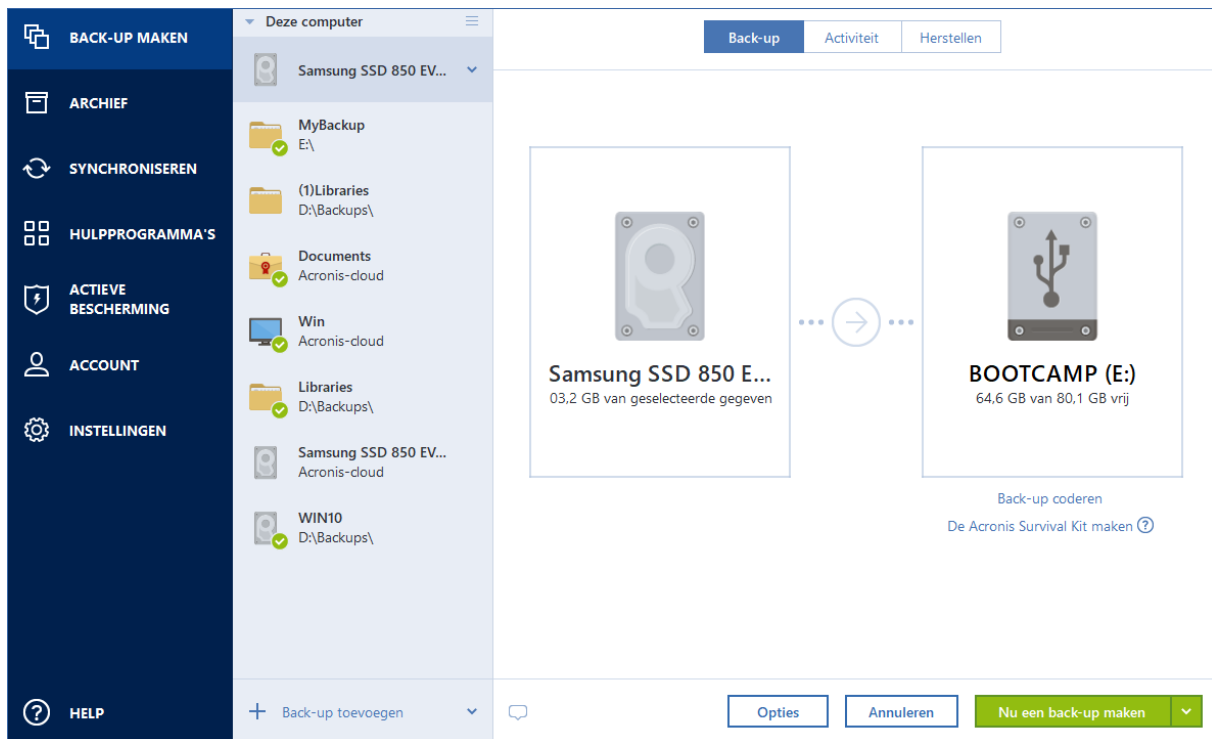 BACK-UP MAKEN
ARCHIEF
SYNCHRONISEREN
HULPPROGRAMMA'S
ACTIEVE
BESCHERMING
ACCOUNT
INSTELLINGEN
HELP
Deze computer
Samsung SSD 850 EV...
MyBackup
E:\
(1)Libraries
D:\Backups\
Documents
Acronis-cloud
Win
Acronis-cloud
Libraries
D:\Backups\
Samsung SSD 850 EV...
Acronis-cloud
WIN10
D:\Backups\
Back-up toevoegen
Back-up
Activiteit
Herstellen
Samsung SSD 850 E...
03,2 GB van geselecteerde gegeven
BOOTCAMP (E:)
64,6 GB van 80,1 GB vrij
Back-up coderen
De Acronis Survival Kit maken ?
Opties
Annuleren
Nu een back-up maken